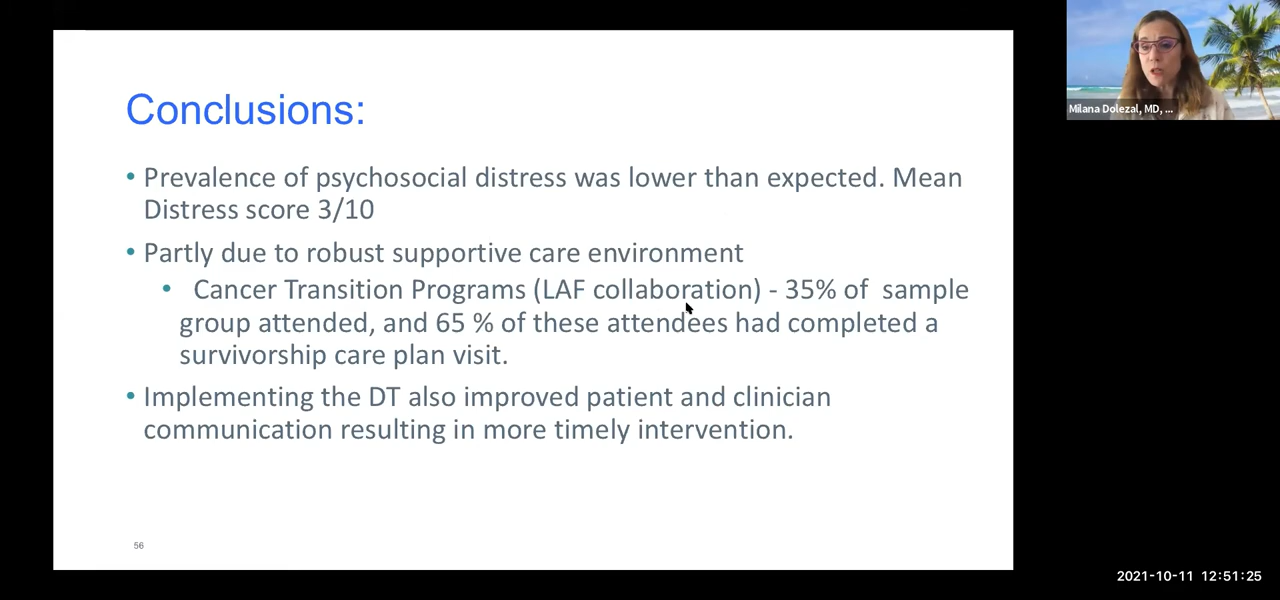 Conclusions:
• Prevalence of psychosocial distress was lower than expected. Mean
Distress score 3/10
• Partly due to robust supportive care environment
• Cancer Transition Programs (LAF collaboration) - 35% of  sample
group attended, and 65 % of these attendees had completed a
survivorship care plan visit.
• Implementing the DT also improved patient and clinician
communication resulting in more timely intervention.
56
Milana Dolezal, MD, ...
2021-10-11 12:51:25